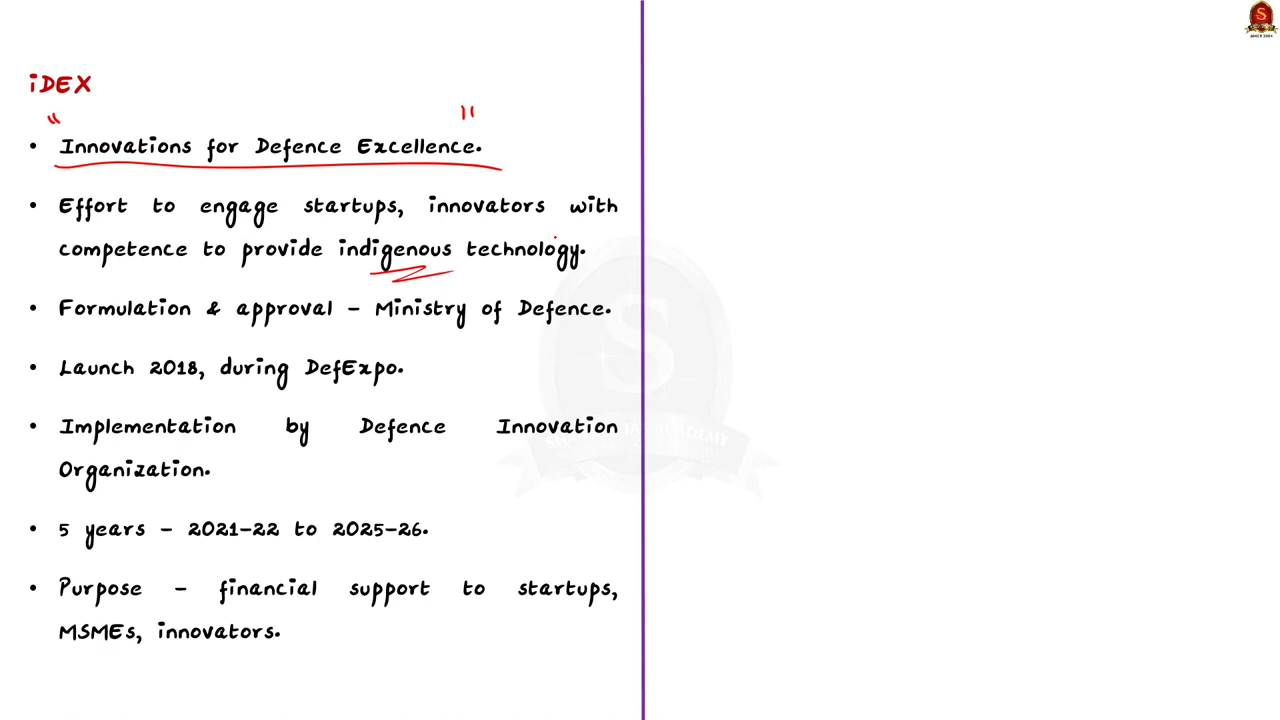 iDEX
• Innovations for Defence Excellence.
• Effort to engage startups, innovators with
competence to provide indigenous technology.
• Formulation & approval – Ministry of Defence.
• Launch 2018, during DefExpo.
• Implementation by Defence Innovation
Organization.
• 5 years – 2021-22 to 2025-26.
• Purpose – financial support to startups,
MSMEs, innovators.
S
SINCE 2004